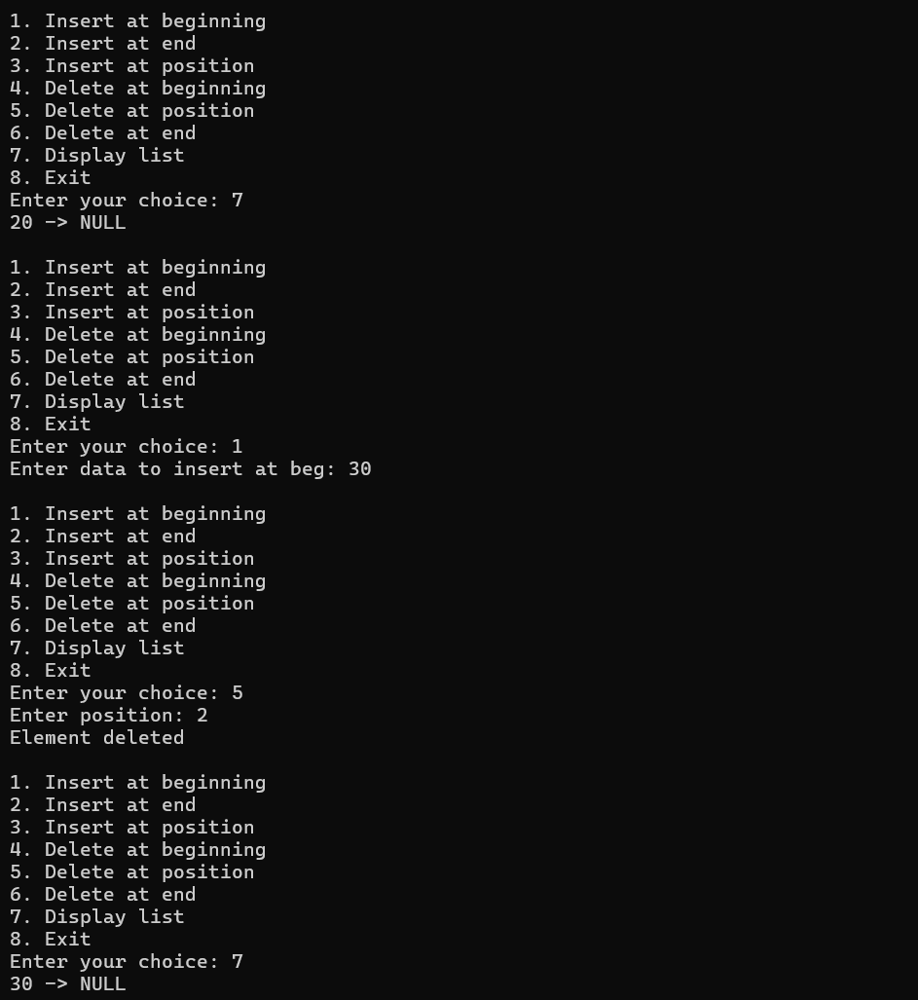 1. Insert at beginning
2. Insert at end
3. Insert at position
4. Delete at beginning
5. Delete at position
6. Delete at end
7. Display list
8. Exit
Enter your choice: 7
20 -> NULL

1. Insert at beginning
2. Insert at end
3. Insert at position
4. Delete at beginning
5. Delete at position
6. Delete at end
7. Display list
8. Exit
Enter your choice: 1
Enter data to insert at beg: 30

1. Insert at beginning
2. Insert at end
3. Insert at position
4. Delete at beginning
5. Delete at position
6. Delete at end
7. Display list
8. Exit
Enter your choice: 5
Enter position: 2
Element deleted

1. Insert at beginning
2. Insert at end
3. Insert at position
4. Delete at beginning
5. Delete at position
6. Delete at end
7. Display list
8. Exit
Enter your choice: 7
30 -> NULL